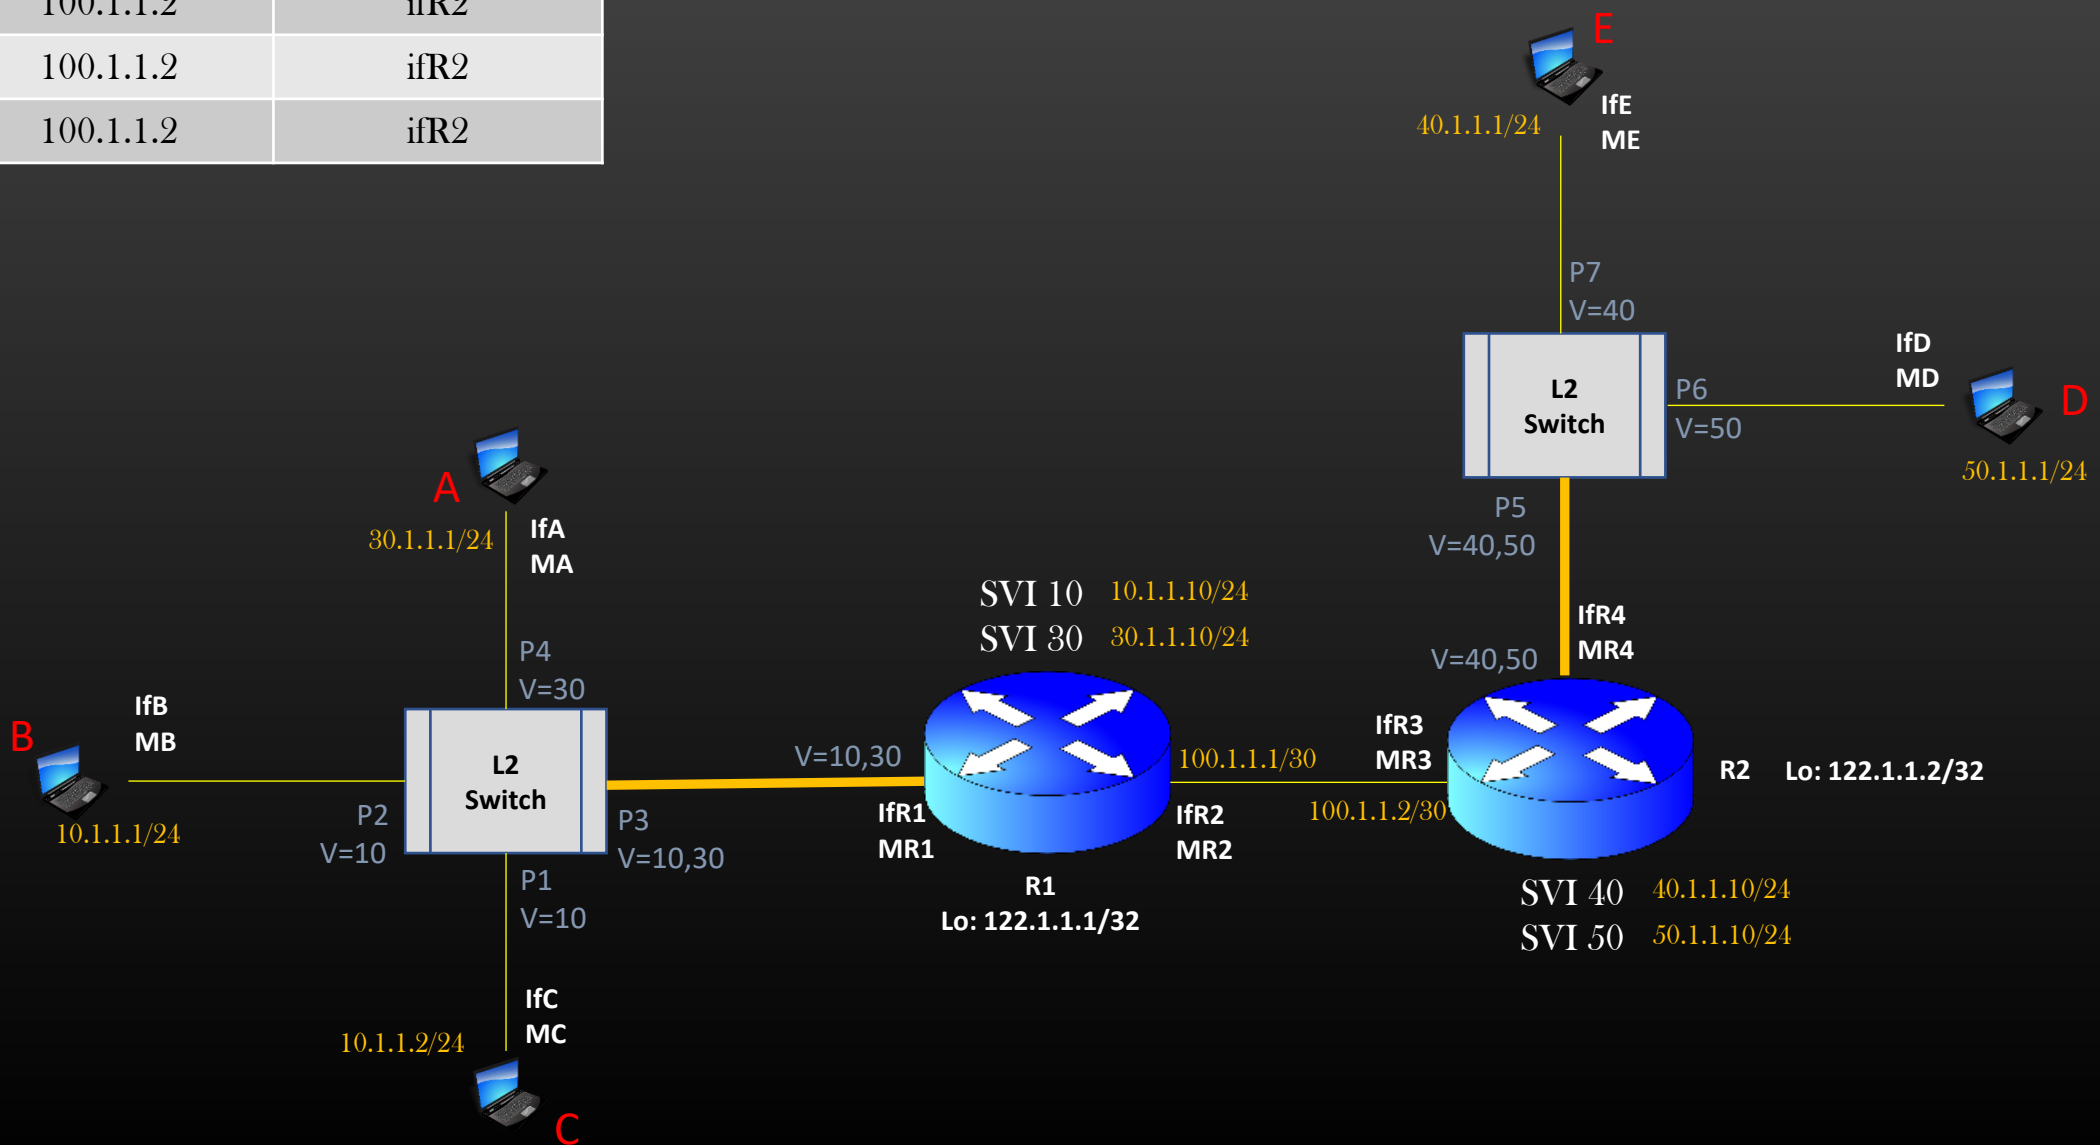 100.1.1.2 ifR2
100.1.1.2 ifR2
100.1.1.2 ifR2
E
IfE
ME
40.1.1.1/24
P7
V=40
L2
Switch
P6
V=50
IfD
MD
D
50.1.1.1/24
P5
V=40,50
A
30.1.1.1/24
IfA
MA
P4
V=30
SVI 10 10.1.1.10/24
SVI 30 30.1.1.10/24
IfR4
MR4
V=40,50
B
IfB
MB
10.1.1.1/24
P2
V=10
L2
Switch
P3
V=10,30
V=10,30
IfR1
MR1
100.1.1.1/30
IfR2
MR2
IfR3
MR3
100.1.1.2/30
R2 Lo: 122.1.1.2/32
R1
Lo: 122.1.1.1/32
SVI 40 40.1.1.10/24
SVI 50 50.1.1.10/24
P1
V=10
IfC
MC
10.1.1.2/24
C